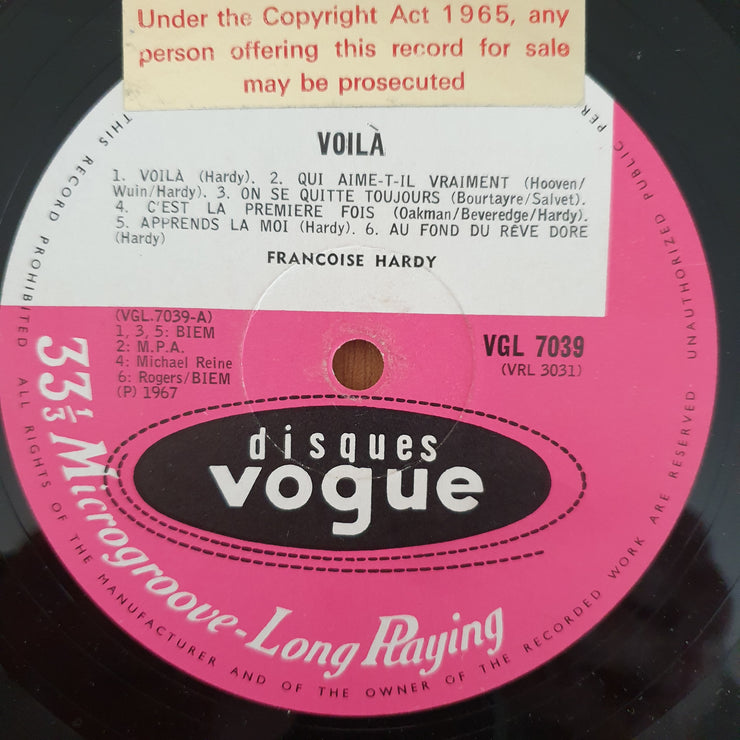 Under the Copyright Act 1965, any
person offering this record for sale
may be prosecuted
VOILÀ
1. VOILÀ (Hardy). 2. QUI AIME-T-IL VRAIMENT (Hooven/
Wuin/Hardy). 3. ON SE QUITTE TOUJOURS (Bourtayre/Salvet).
4. C'EST LA PREMIERE FOIS (Oakman/Beveredge/Hardy).
5. APPRENDS LA MOI (Hardy). 6. AU FOND DU RÊVE DORE
(Hardy)
FRANCOISE HARDY
(VGL.7039-A)
1, 3, 5: BIEM
2: M.P.A.
4: Michael Reine
6: Rogers/BIEM
(P) 1967
VGL 7039
(VRL 3031)
disques
vogue
33 1/3 Microgroove-Long Playing
ALL RIGHTS OF THE MANUFACTURER AND OF THE OWNER OF THE RECORDED WORK ARE RESERVED
UNAUTHORIZED PUBLIC PER
THIS RECORD PROHIBITED